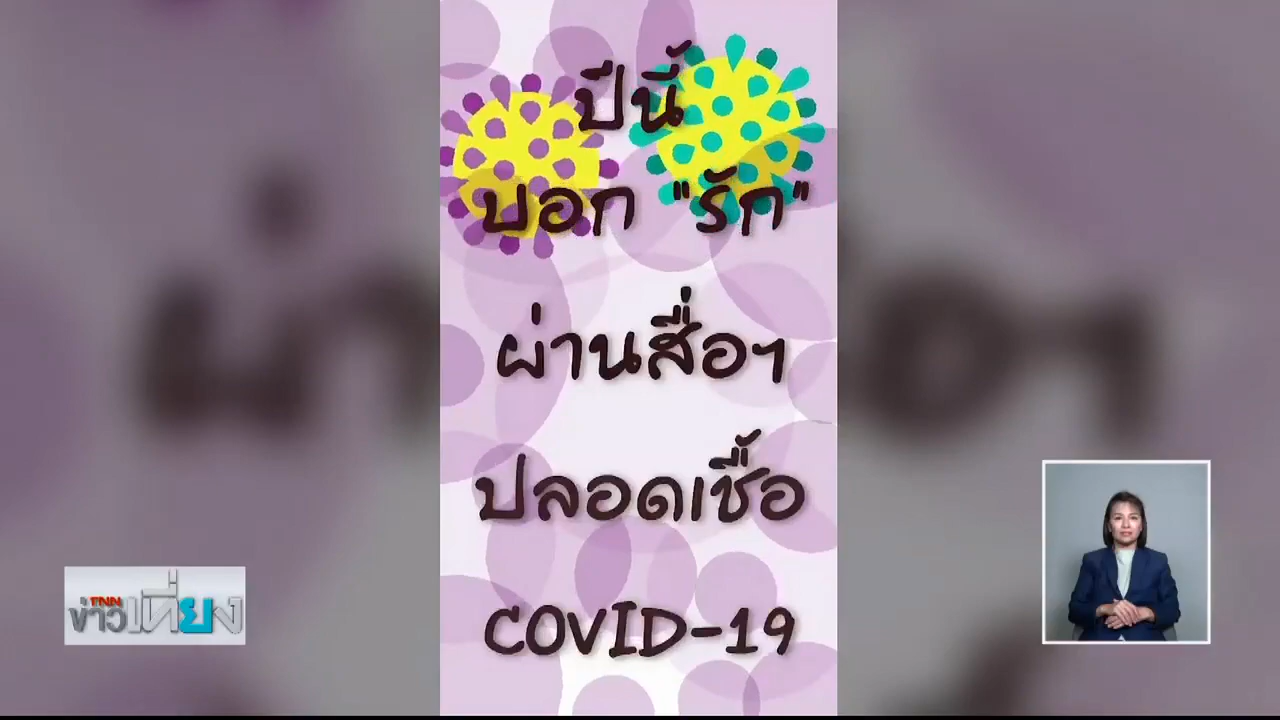 ปีนี้
บอก "รัก"
ผ่านสื่อฯ
ปลอดเชื้อ
COVID-19
TNN
ข่าวเที่ยง